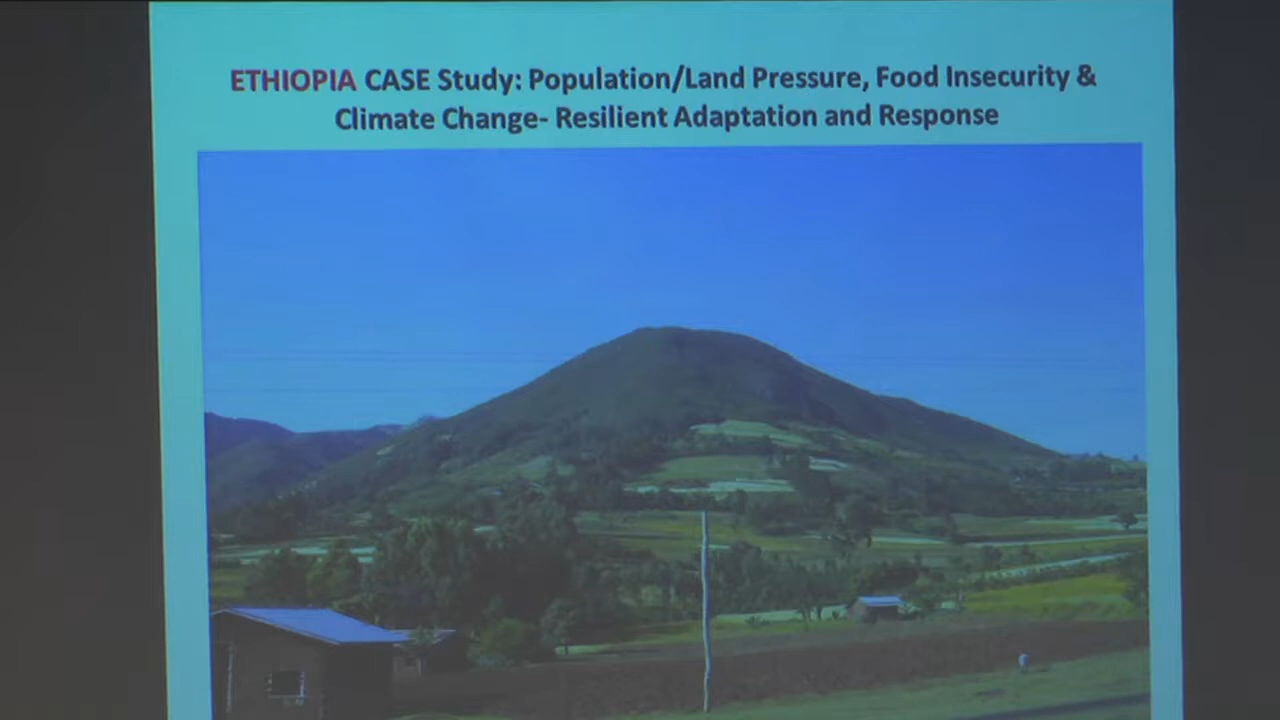 ETHIOPIA CASE Study: Population/Land Pressure, Food Insecurity &
Climate Change- Resilient Adaptation and Response